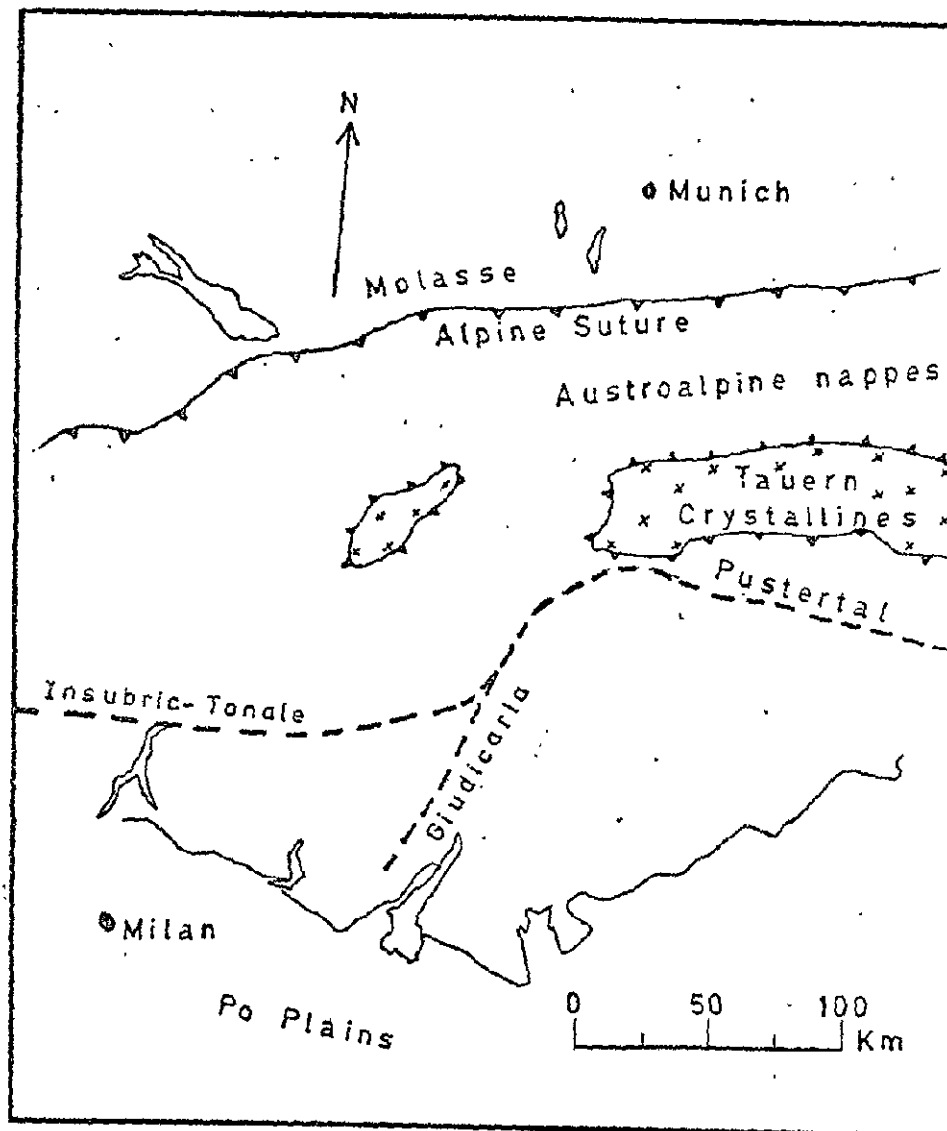 N
Munich
Molasse
Alpine Suture
Austroalpine nappes
Tauern
Crystallines
Pustertal
Insubric-Tonale
Giudicaria
Milan
Po Plains
0 50 100
Km